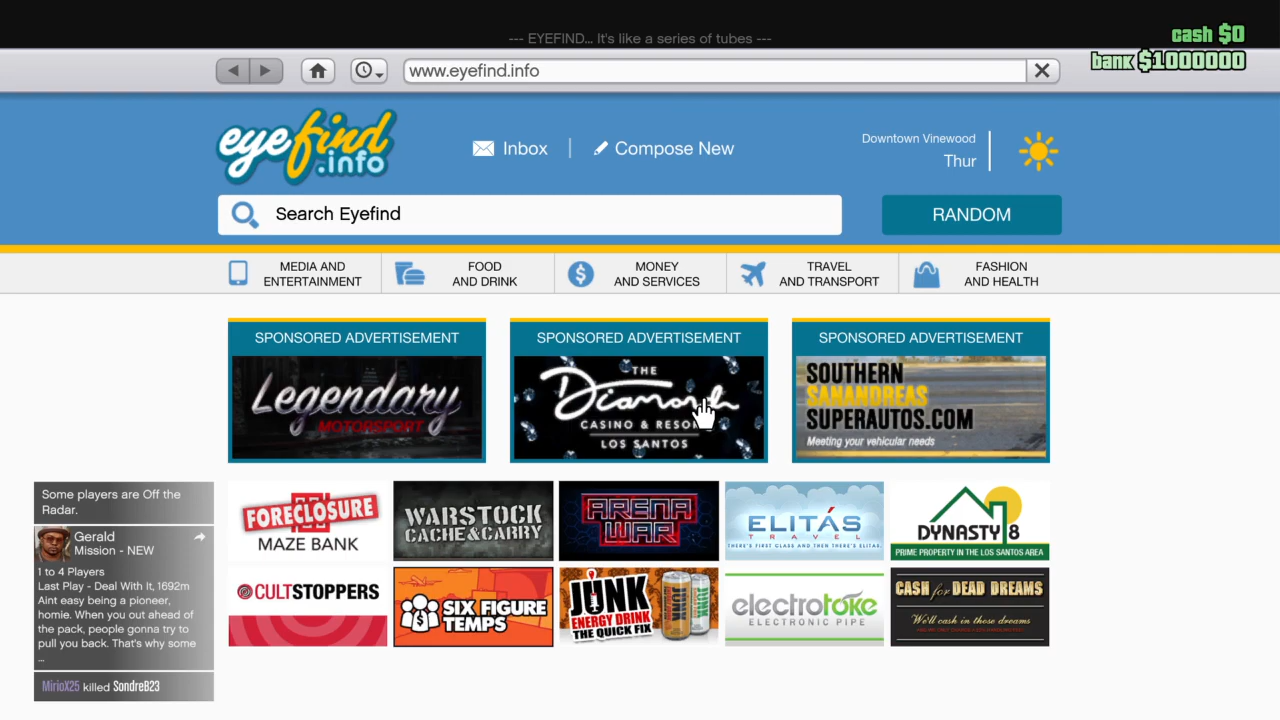 --- EYEFIND... It's like a series of tubes ---
cash $0
bank $1000000
www.eyefind.info
eyefind
.info
Inbox
Compose New
Downtown Vinewood
Thur
Search Eyefind
RANDOM
MEDIA AND
ENTERTAINMENT
FOOD
AND DRINK
MONEY
AND SERVICES
TRAVEL
AND TRANSPORT
FASHION
AND HEALTH
SPONSORED ADVERTISEMENT
Legendary
MOTORSPORT
SPONSORED ADVERTISEMENT
THE
Diamond
CASINO & RESOR
LOS SANTOS
SPONSORED ADVERTISEMENT
SOUTHERN
SANANDREAS
SUPERAUTOS.COM
Meeting your vehicular needs
FORECLOSURE
MAZE BANK
WARSTOCK
CACHE & CARRY
ARENA
WAR
ELITÁS
TRAVEL
THERE'S FIRST CLASS AND THEN THERE'S ELITAS.
DYNASTY 8
PRIME PROPERTY IN THE LOS SANTOS AREA
CULTSTOPPERS
SIX FIGURE
TEMPS
JUNK
ENERGY DRINK
THE QUICK FIX
electrotoke
ELECTRONIC PIPE
CASH for DEAD DREAMS
We'll cash in those dreams
Some players are Off the
Radar.
Gerald
Mission - NEW
1 to 4 Players
Last Play - Deal With It, 1692m
Aint easy being a pioneer,
homie. When you out ahead of
the pack, people gonna try to
pull you back. That's why some
...
MirioX25 killed SondreB23